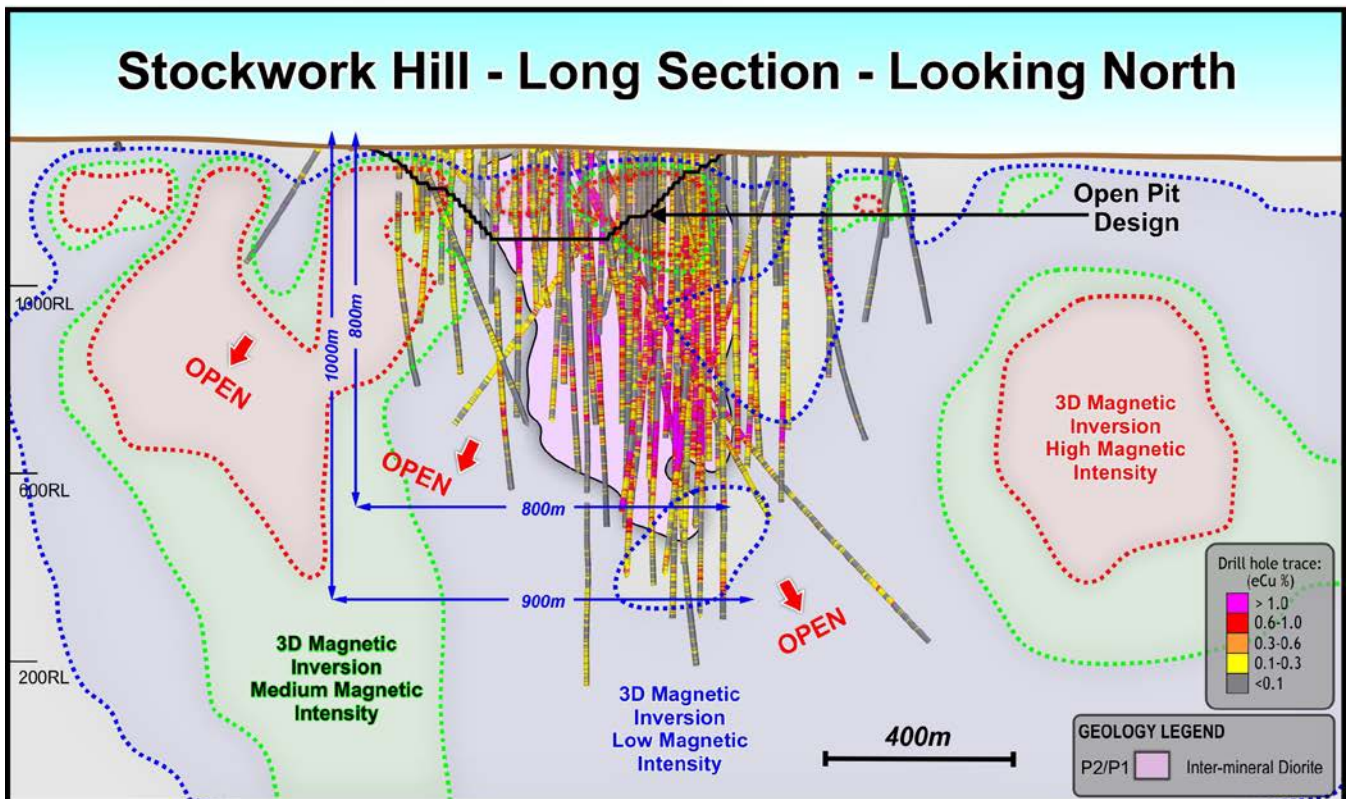 Stockwork Hill - Long Section - Looking North
Open Pit
Design
1000RL
600RL
200RL
1000m
800m
800m
900m
OPEN
OPEN
OPEN
3D Magnetic
Inversion
High Magnetic
Intensity
3D Magnetic
Inversion
Medium Magnetic
Intensity
3D Magnetic
Inversion
Low Magnetic
Intensity
400m
Drill hole trace:
(eCu %)
> 1.0
0.6-1.0
0.3-0.6
0.1-0.3
<0.1
GEOLOGY LEGEND
P2/P1 Inter-mineral Diorite